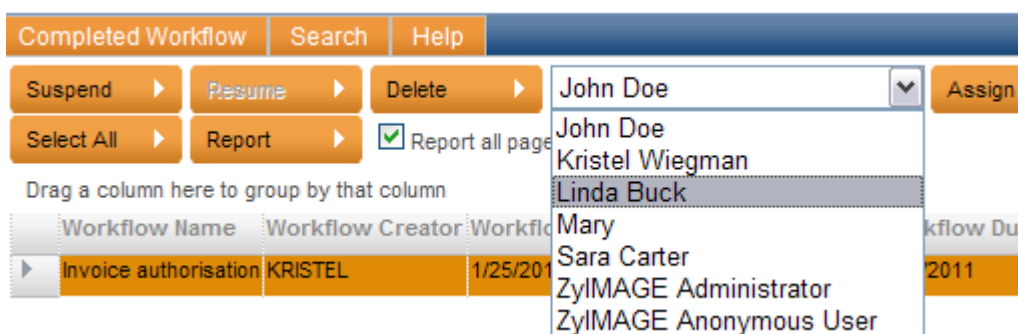 Completed Workflow Search Help
Suspend Resume Delete John Doe Assign
Select All Report Report all page
John Doe
Kristel Wiegman
Linda Buck
Mary
Sara Carter
ZyIMAGE Administrator
ZyIMAGE Anonymous User
Drag a column here to group by that column
Workflow Name Workflow Creator Workflo kflow Du
Invoice authorisation KRISTEL 1/25/201 /2011